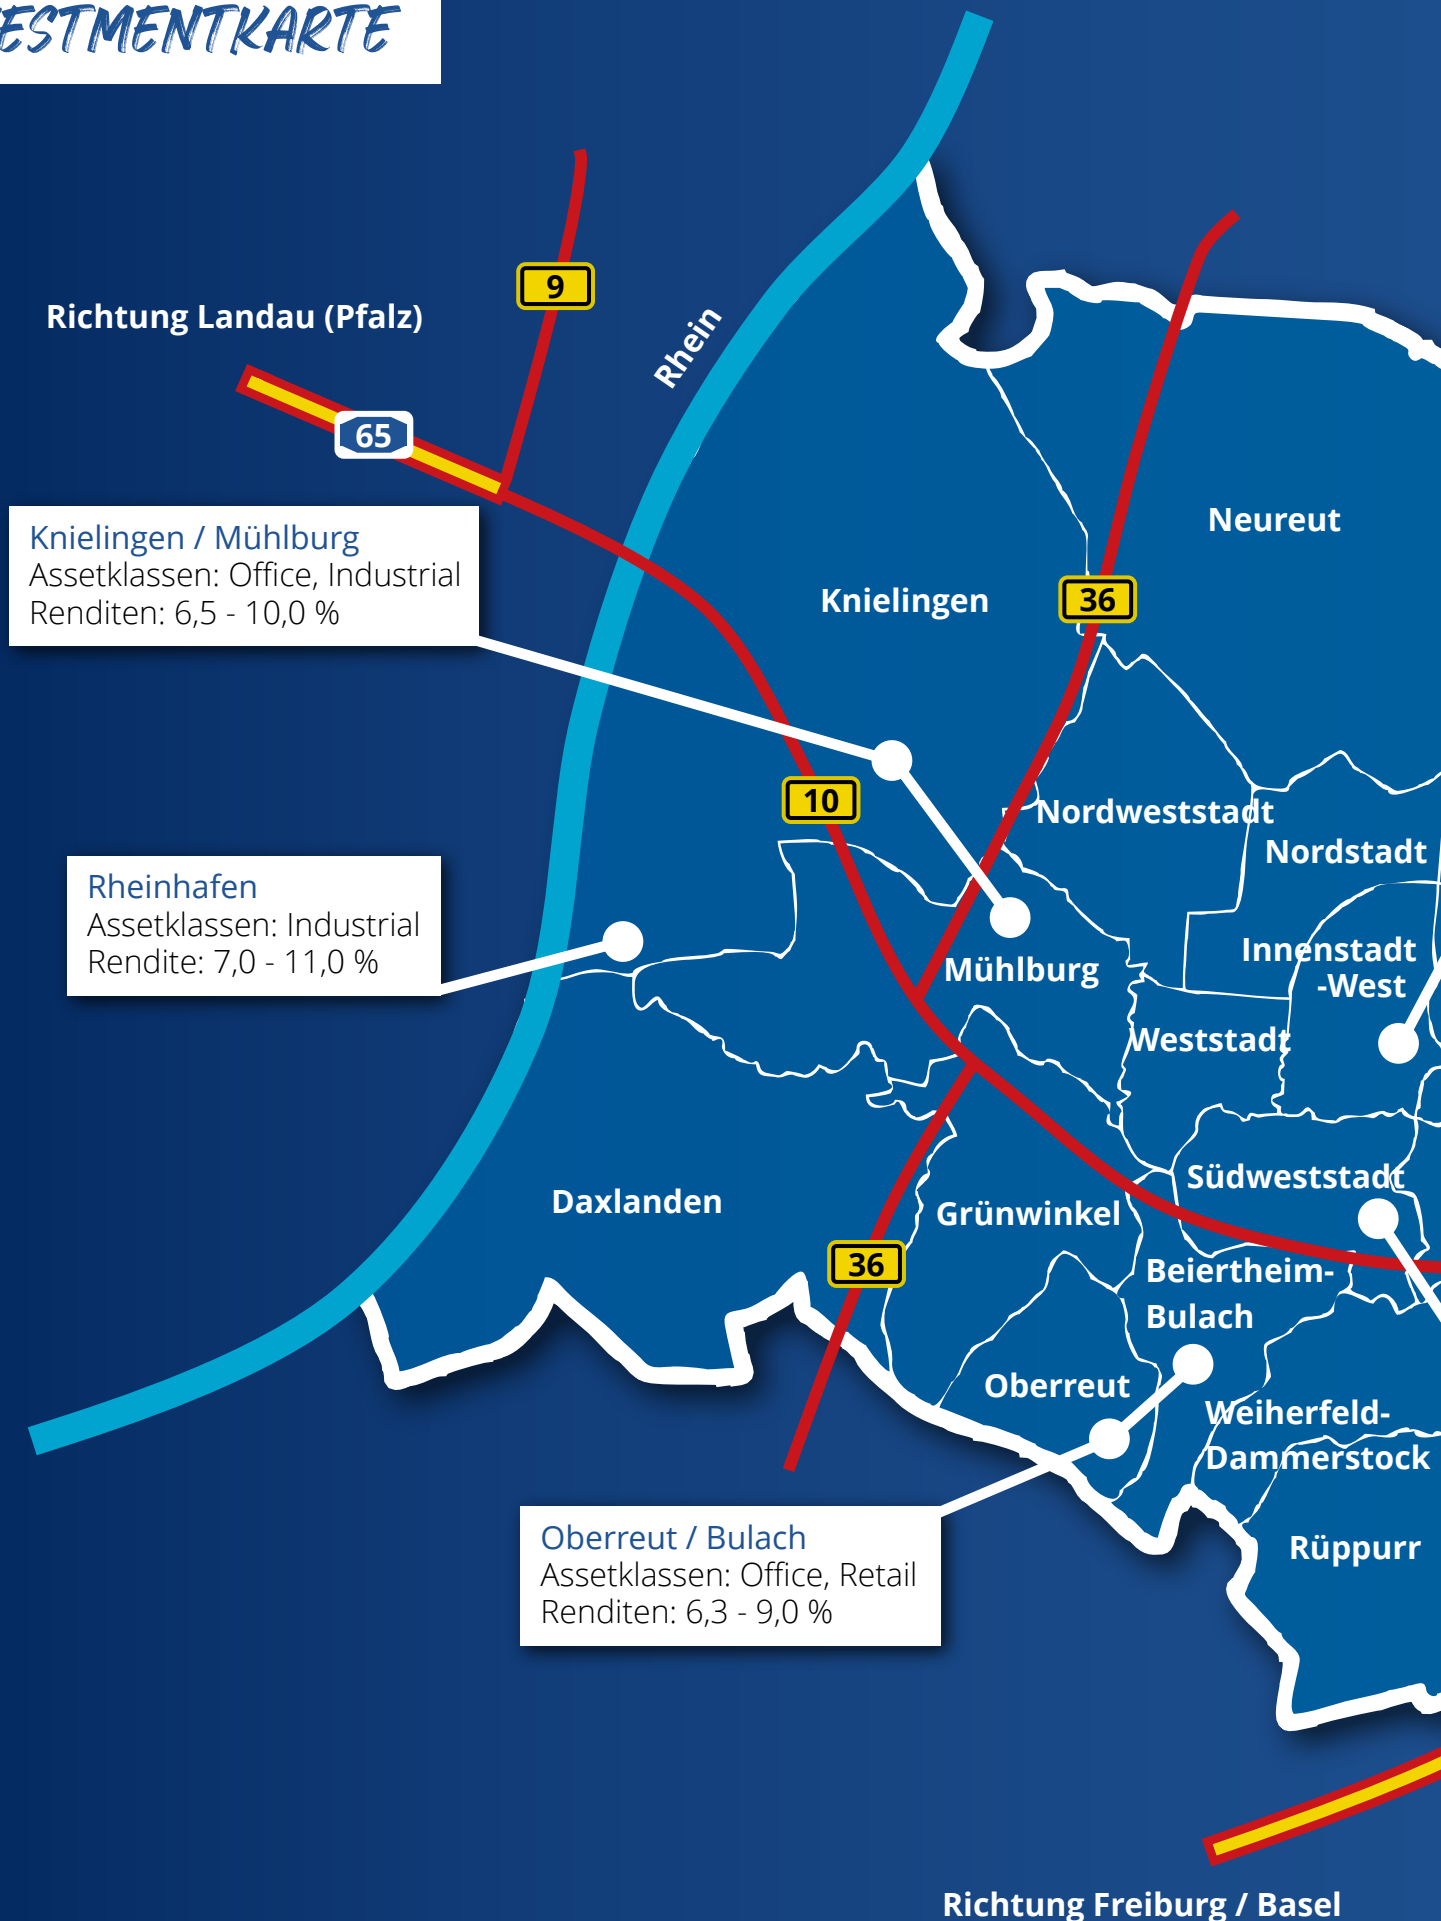 ESTMENTKARTE
9
Richtung Landau (Pfalz)
Rhein
65
Knielingen / Mühlburg
Assetklassen: Office, Industrial
Renditen: 6,5 - 10,0 %
Neureut
Knielingen
36
10
Nordweststadt
Nordstadt
Rheinhafen
Assetklassen: Industrial
Rendite: 7,0 - 11,0 %
Innenstadt
-West
Mühlburg
Weststadt
Südweststadt
Daxlanden
Grünwinkel
36
Beiertheim-
Bulach
Oberreut
Weiherfeld-
Dammerstock
Oberreut / Bulach
Assetklassen: Office, Retail
Renditen: 6,3 - 9,0 %
Rüppurr
Richtung Freiburg / Basel